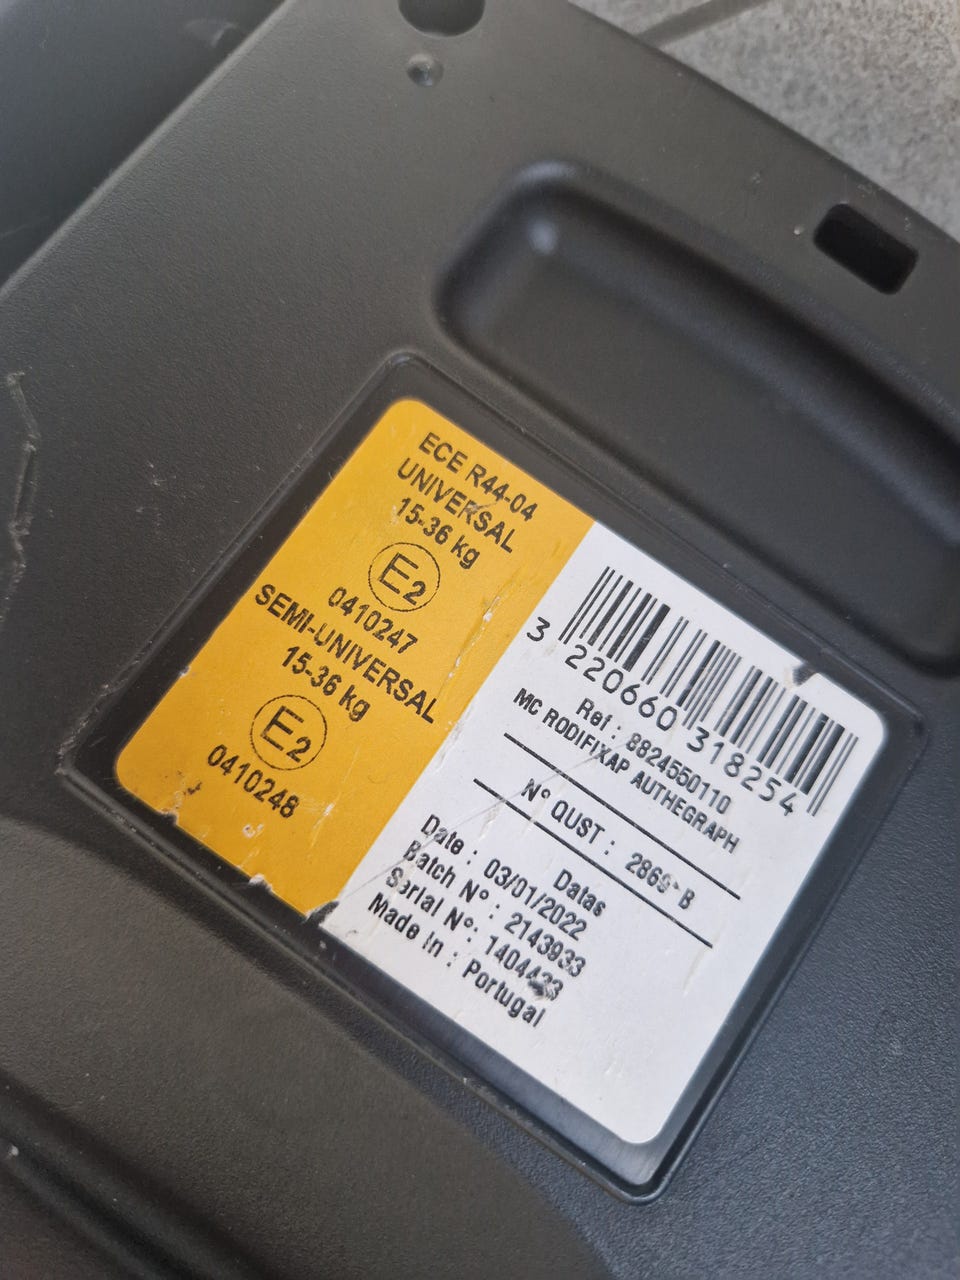 ECE R44-04
UNIVERSAL
15-36 kg
E2
0410247
SEMI-UNIVERSAL
15-36 kg
E2
0410248
3 220660 318254
Ref : 8824550110
MC RODIFIXAP AUTHEGRAPH
N° QUST : B
Datas
Date : 03/01/2022
Batch N° : 2143933
Serial N° :
Made In : Portugal